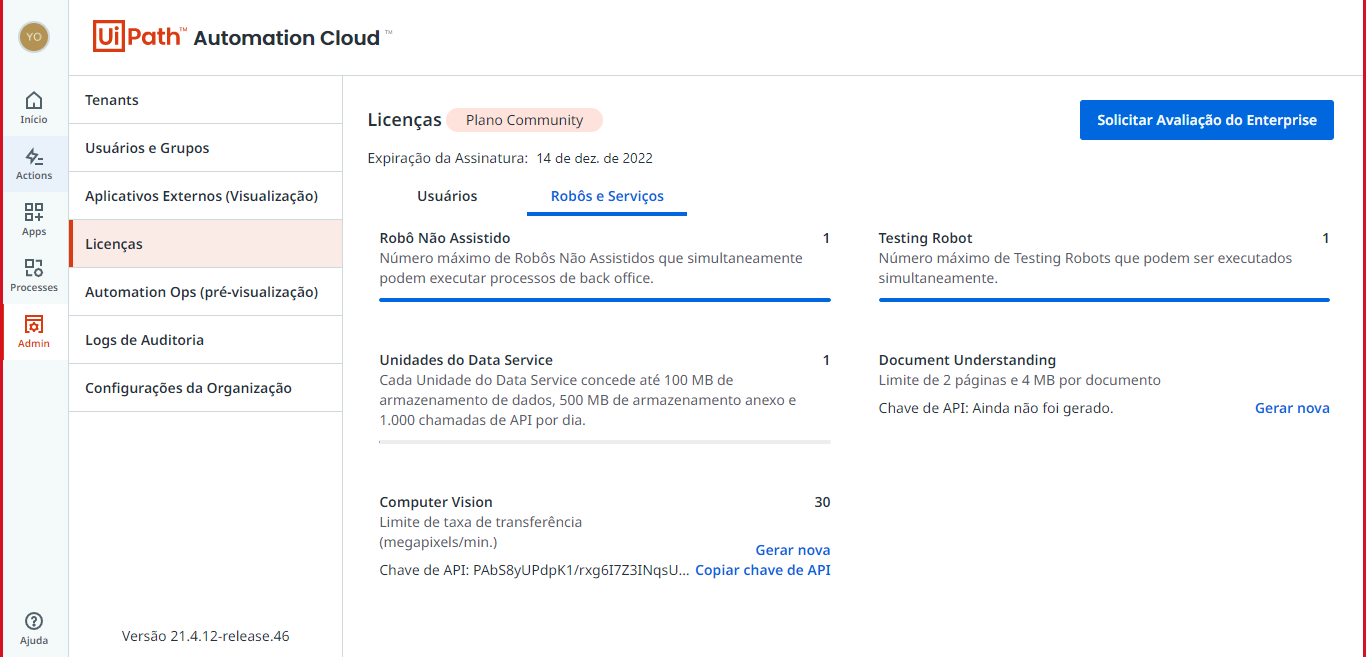 YO
UiPath™ Automation Cloud™
Início
Actions
Apps
Processes
Admin
Ajuda
Tenants
Usuários e Grupos
Aplicativos Externos (Visualização)
Licenças
Automation Ops (pré-visualização)
Logs de Auditoria
Configurações da Organização
Versão 21.4.12-release.46
Licenças Plano Community
Solicitar Avaliação do Enterprise
Expiração da Assinatura: 14 de dez. de 2022
Usuários Robôs e Serviços
Robô Não Assistido 1
Número máximo de Robôs Não Assistidos que simultaneamente
podem executar processos de back office.
Testing Robot 1
Número máximo de Testing Robots que podem ser executados
simultaneamente.
Unidades do Data Service 1
Cada Unidade do Data Service concede até 100 MB de
armazenamento de dados, 500 MB de armazenamento anexo e
1.000 chamadas de API por dia.
Document Understanding
Limite de 2 páginas e 4 MB por documento
Chave de API: Ainda não foi gerado. Gerar nova
Computer Vision 30
Limite de taxa de transferência
(megapixels/min.)
Gerar nova
Chave de API: PAbS8yUPdpK1/rxg6I7Z3INqsU... Copiar chave de API